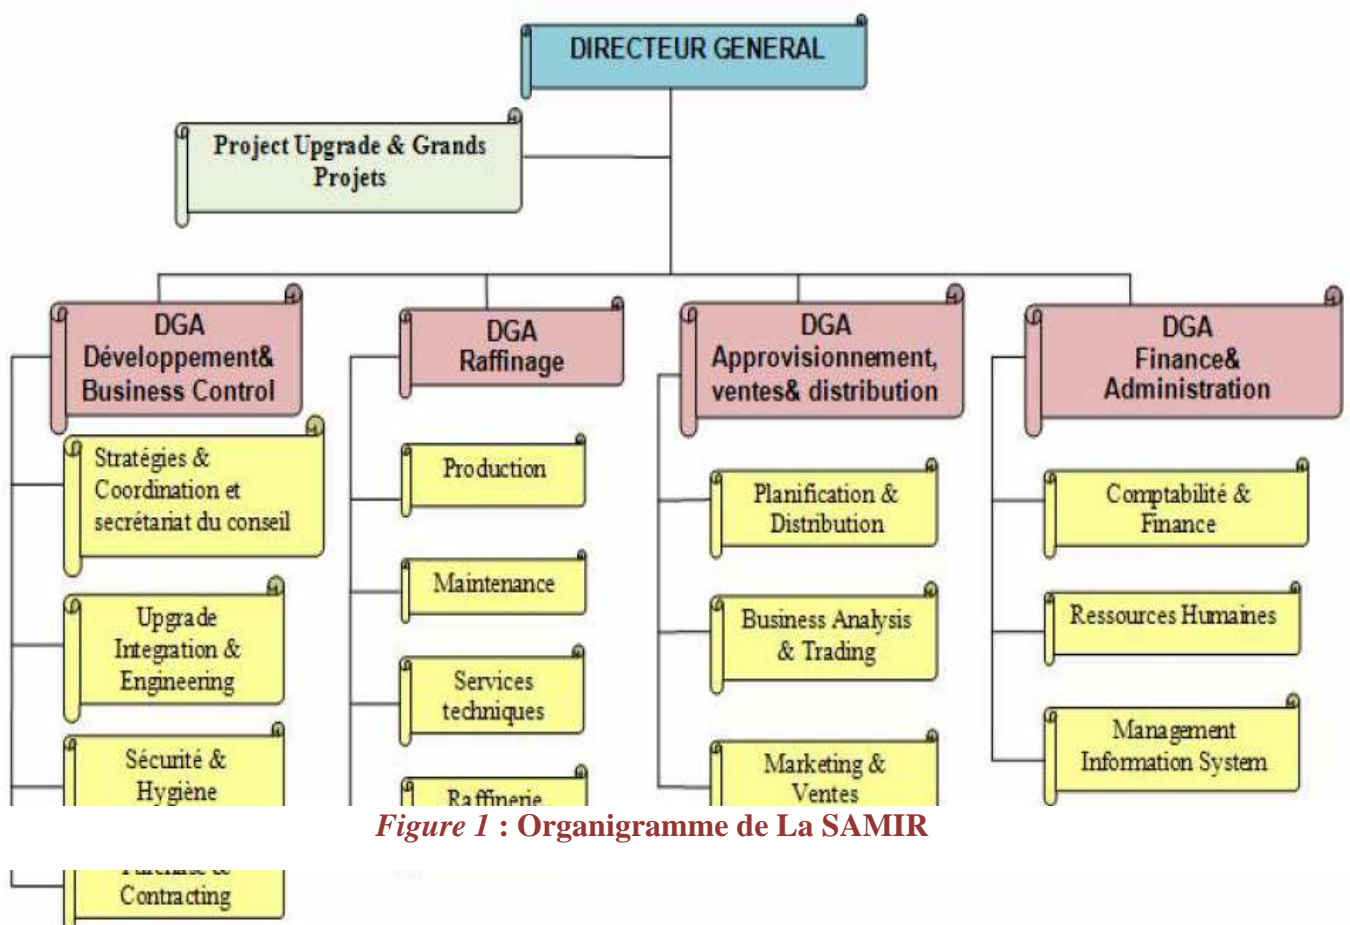 DIRECTEUR GENERAL
Project Upgrade & Grands
Projets
DGA
Développement&
Business Control
Stratégies &
Coordination et
secrétariat du conseil
Upgrade
Integration &
Engineering
Sécurité &
Hygiène
Contracting
DGA
Raffinage
Production
Maintenance
Services
techniques
Raffinerie
DGA
Approvisionnement,
ventes& distribution
Planification &
Distribution
Business Analysis
& Trading
Marketing &
Ventes
DGA
Finance&
Administration
Comptabilité &
Finance
Ressources Humaines
Management
Information System
Figure 1 : Organigramme de La SAMIR